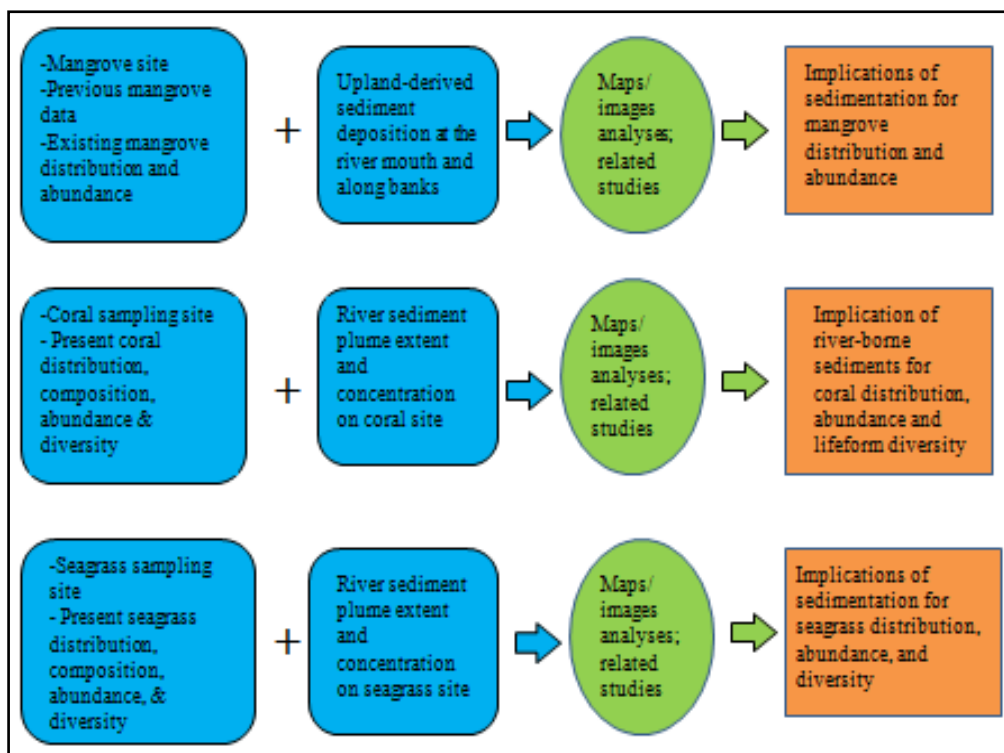 -Mangrove site
-Previous mangrove
data
-Existing mangrove
distribution and
abundance
+
Upland-derived
sediment
deposition at the
river mouth and
along banks
Maps/
images
analyses;
related
studies
Implications of
sedimentation for
mangrove
distribution and
abundance
-Coral sampling site
- Present coral
distribution,
composition,
abundance &
diversity
+
River sediment
plume extent
and
concentration
on coral site
Maps/
images
analyses;
related
studies
Implication of
river-borne
sediments for
coral distribution,
abundance and
lifeform diversity
-Seagrass sampling
site
- Present seagrass
distribution,
composition,
abundance, &
diversity
+
River sediment
plume extent
and
concentration
on seagrass site
Maps/
images
analyses;
related
studies
Implications of
sedimentation for
seagrass distribution,
abundance, and
diversity